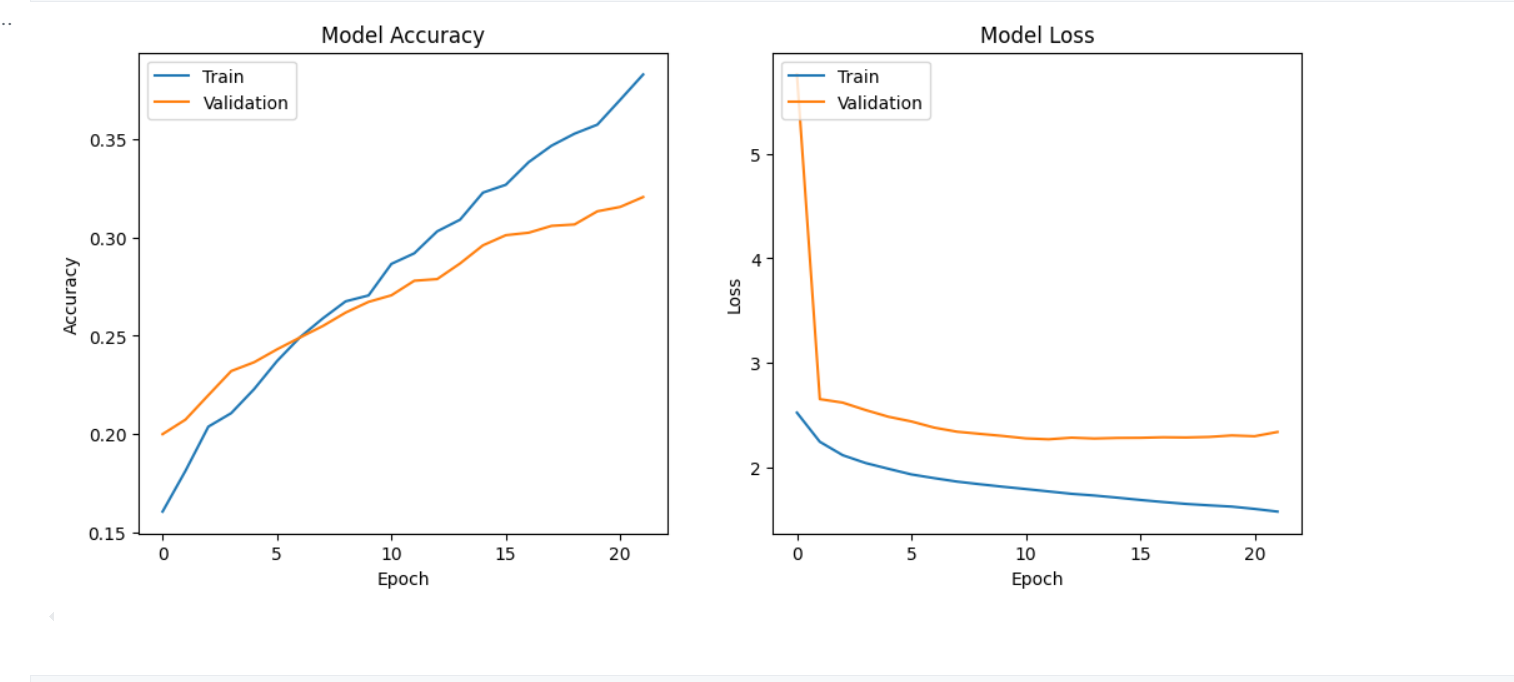 ..
Model Accuracy
Train
Validation
0.35
0.30
0.25
0.20
0.15
Accuracy
0 5 10 15 20
Epoch
Model Loss
Train
Validation
5
4
3
2
Loss
0 5 10 15 20
Epoch